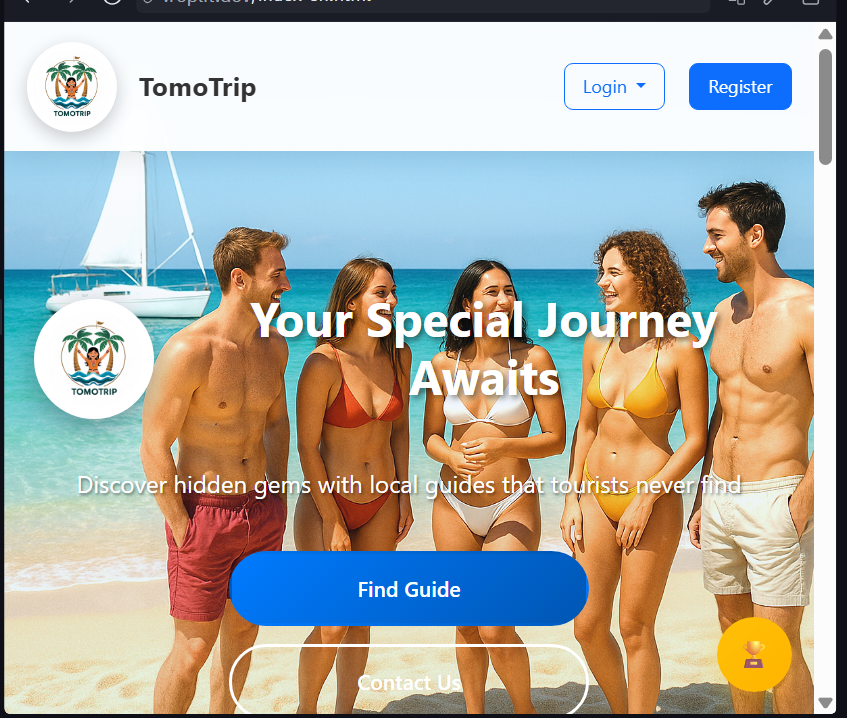 TomoTrip
TOMOTRIP
Login
Register
Your Special Journey
Awaits
TOMOTRIP
Discover hidden gems with local guides that tourists never find
Find Guide
Contact Us